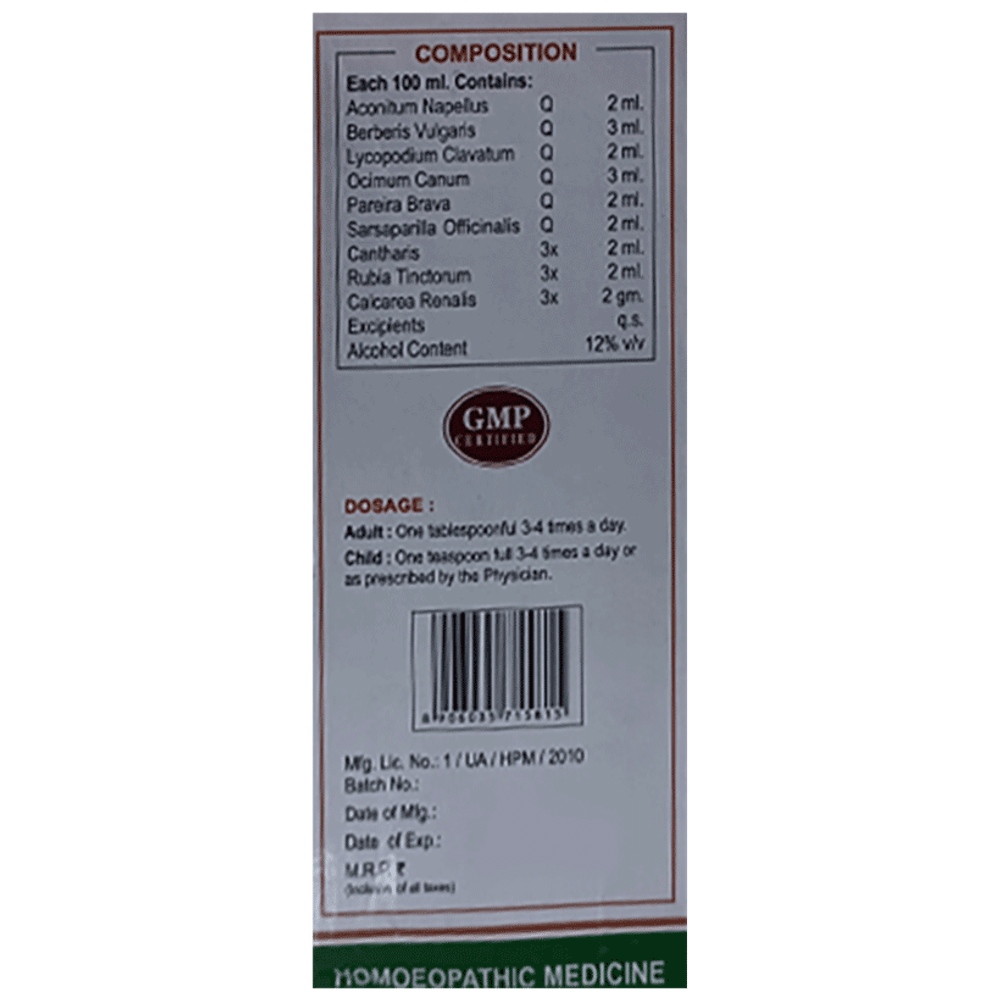 COMPOSITION
Each 100 ml. Contains:
Aconitum Napellus Q 2 ml.
Berberis Vulgaris Q 3 ml.
Lycopodium Clavatum Q 2 ml.
Ocimum Canum Q 3 ml.
Pareira Brava Q 2 ml.
Sarsaparilla Officinalis Q 2 ml.
Cantharis 3x 2 ml.
Rubia Tinctorum 3x 2 ml.
Calcarea Renalis 3x 2 gm.
Excipients q.s.
Alcohol Content 12% v/v
GMP
CERTIFIED
DOSAGE :
Adult : One tablespoonful 3-4 times a day.
Child : One teaspoon full 3-4 times a day or
as prescribed by the Physician.
8 906035 715815
Mfg. Lic. No.: 1 / UA / HPM / 2010
Batch No.:
Date of Mfg.:
Date of Exp.:
M.R.P. ₹
(Inclusive of all taxes)
HOMOEOPATHIC MEDICINE